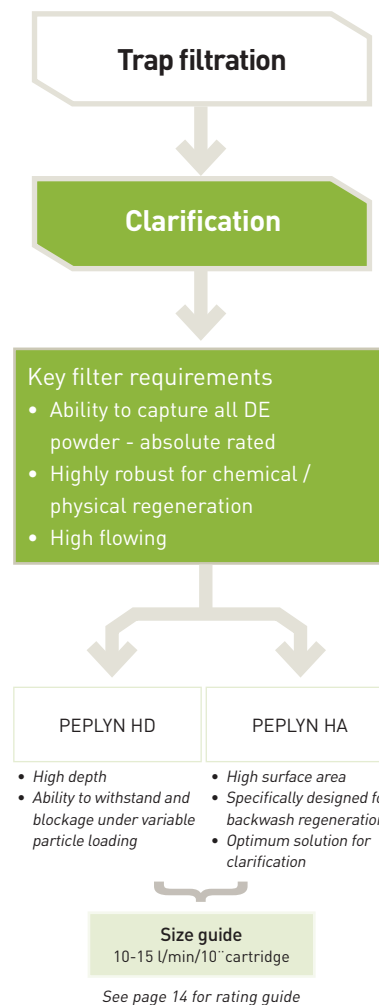 Trap filtration
Clarification
Key filter requirements
• Ability to capture all DE
powder - absolute rated
• Highly robust for chemical /
physical regeneration
• High flowing
PEPLYN HD
PEPLYN HA
• High depth
• Ability to withstand and
blockage under variable
particle loading
• High surface area
• Specifically designed fo
backwash regeneration
• Optimum solution for
clarification
Size guide
10-15 l/min/10¨cartridge
See page 14 for rating guide